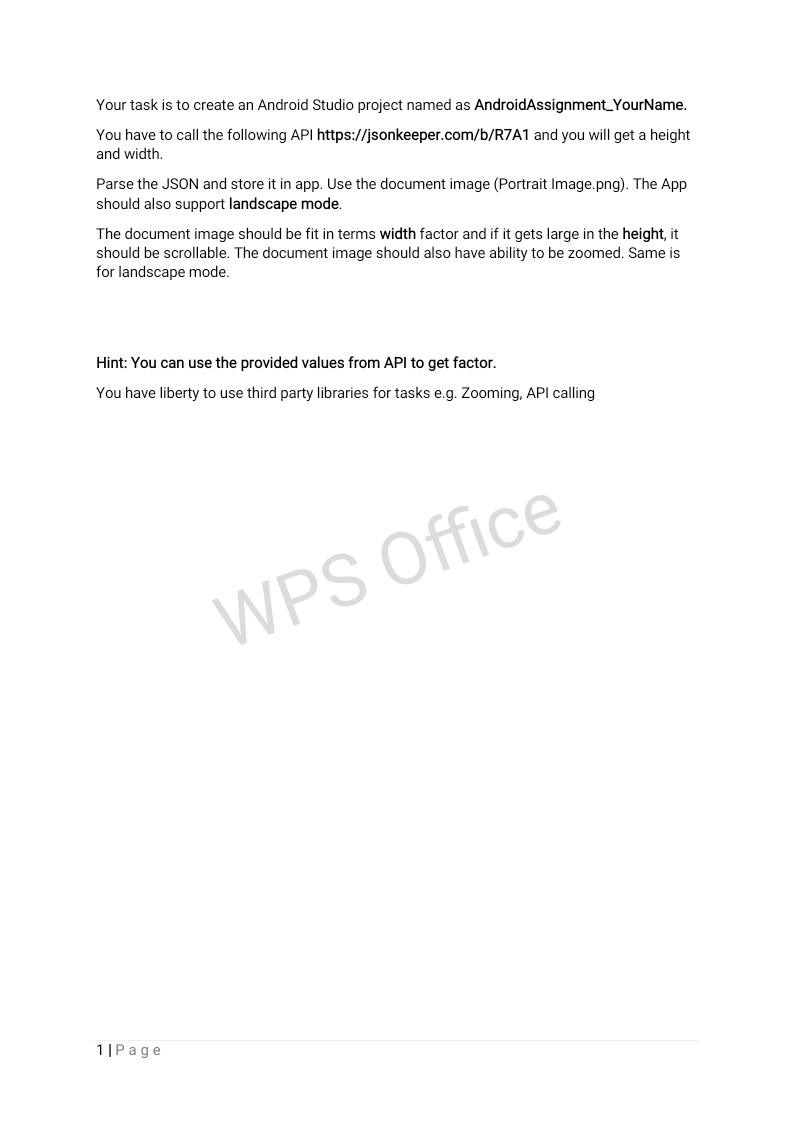 Your task is to create an Android Studio project named as AndroidAssignment_YourName.
You have to call the following API https://jsonkeeper.com/b/R7A1 and you will get a height
and width.
Parse the JSON and store it in app. Use the document image (Portrait Image.png). The App
should also support landscape mode.
The document image should be fit in terms width factor and if it gets large in the height, it
should be scrollable. The document image should also have ability to be zoomed. Same is
for landscape mode.
Hint: You can use the provided values from API to get factor.
You have liberty to use third party libraries for tasks e.g. Zooming, API calling
WPS Office
1 | P a g e